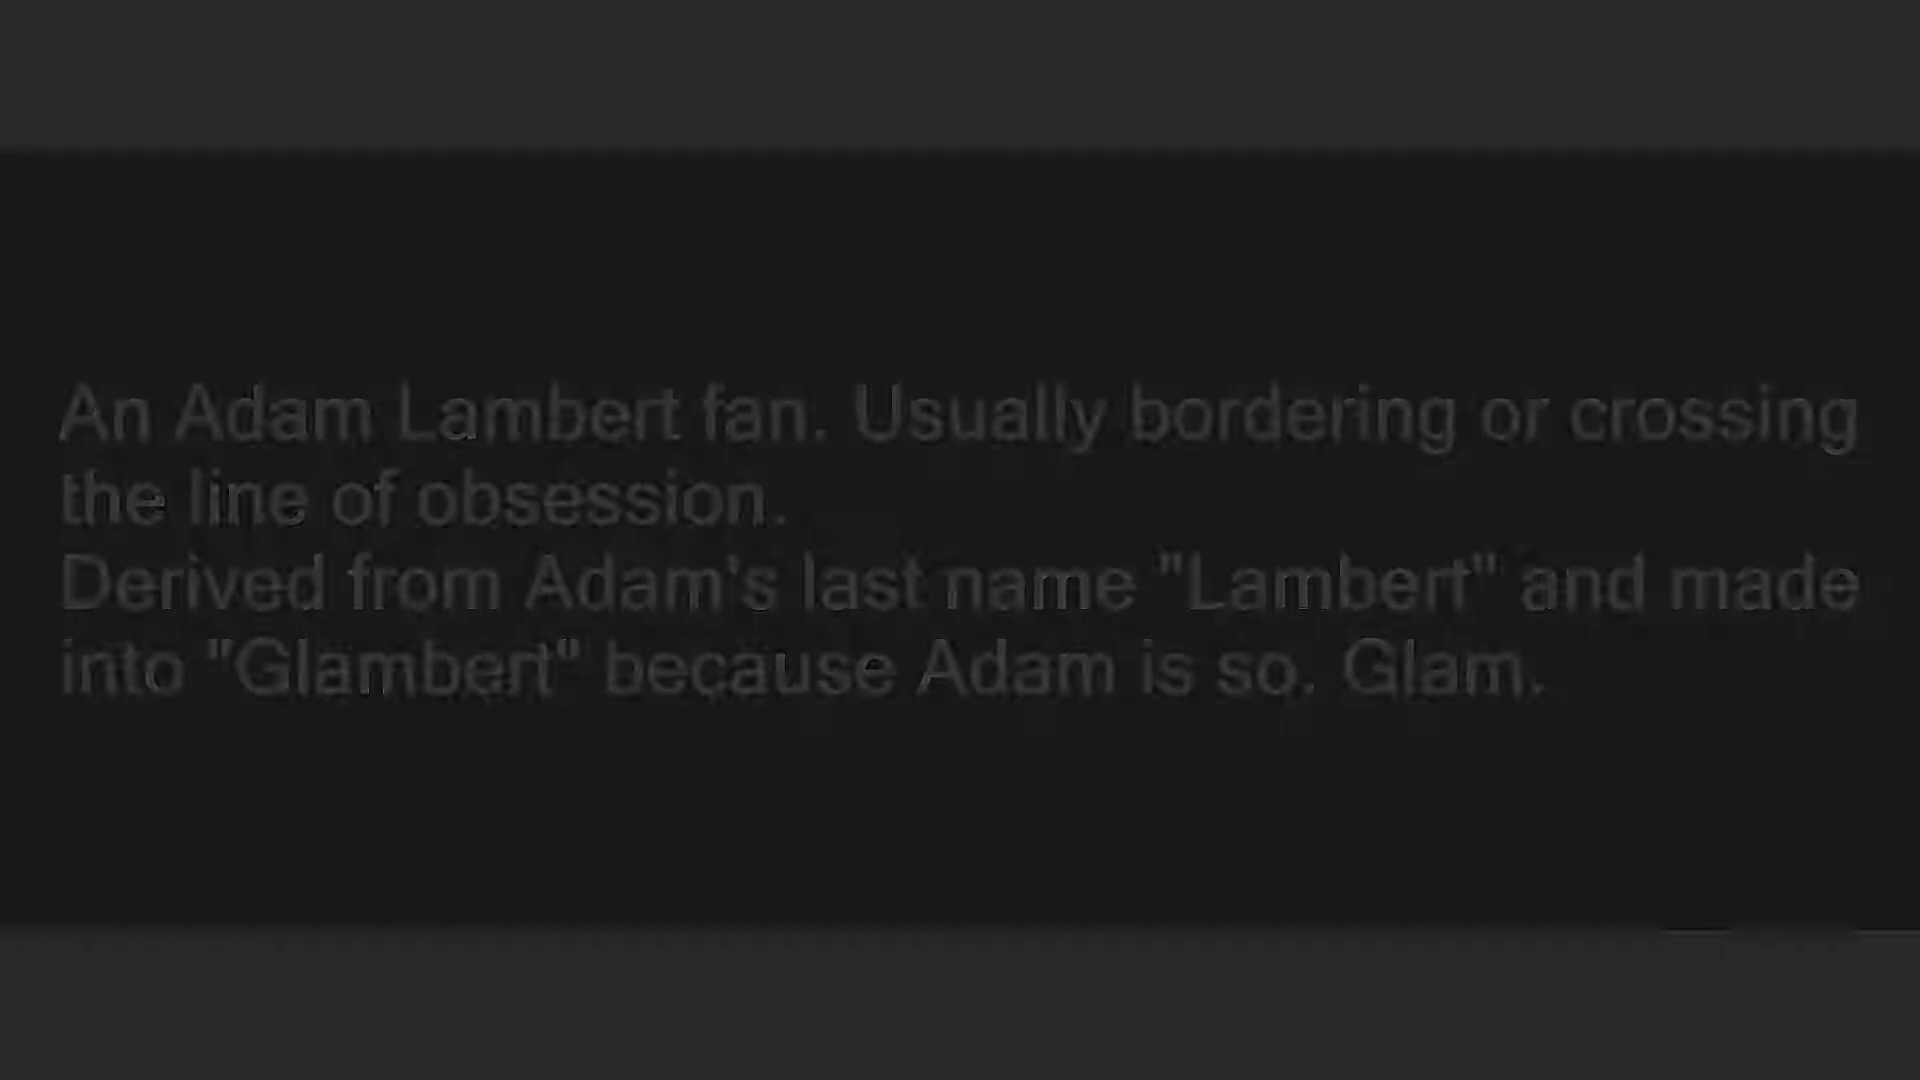 An Adam Lambert fan. Usually bordering or crossing
the line of obsession.
Derived from Adam's last name "Lambert" and made
into "Glambert" because Adam is so. Glam.